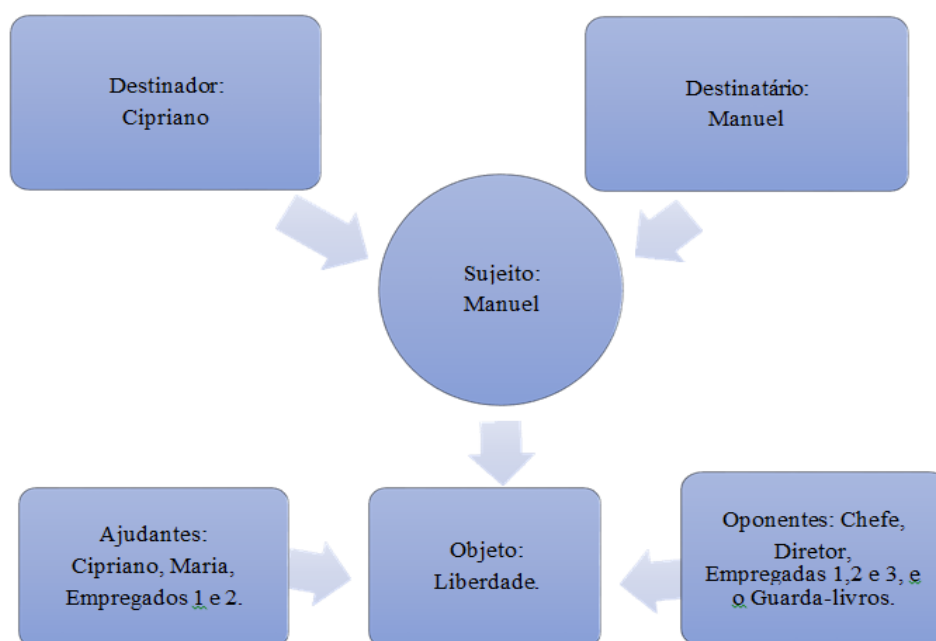 Destinador:
Cipriano
Destinatário:
Manuel
Sujeito:
Manuel
Ajudantes:
Cipriano, Maria,
Empregados 1 e 2.
Objeto:
Liberdade.
Oponentes: Chefe,
Diretor,
Empregadas 1,2 e 3, e
o Guarda-livros.